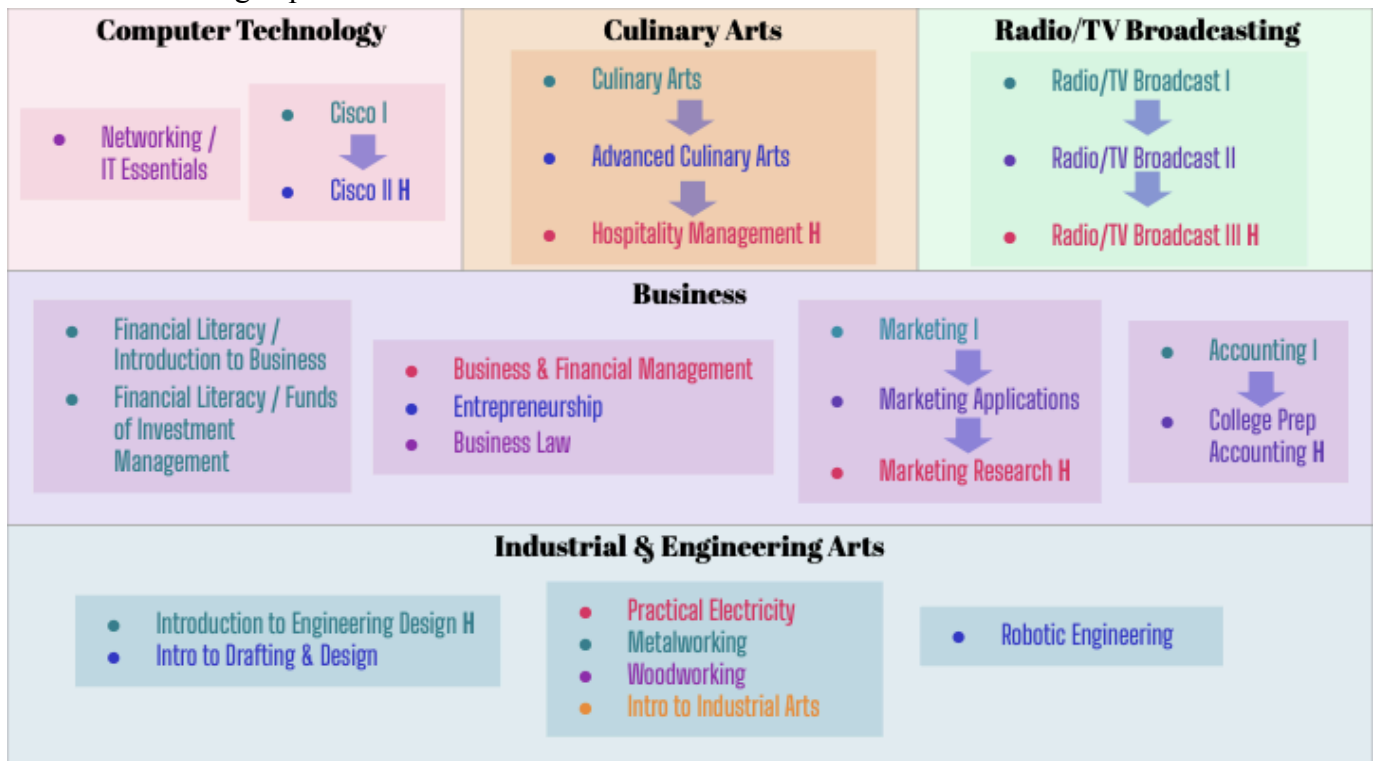 Computer Technology
● Networking /
IT Essentials
● Cisco I
● Cisco II H
Culinary Arts
● Culinary Arts
● Advanced Culinary Arts
● Hospitality Management H
Radio/TV Broadcasting
● Radio/TV Broadcast I
● Radio/TV Broadcast II
● Radio/TV Broadcast III H
Business
● Financial Literacy /
Introduction to Business
● Financial Literacy / Funds
of Investment
Management
● Business & Financial Management
● Entrepreneurship
● Business Law
● Marketing I
● Marketing Applications
● Marketing Research H
● Accounting I
● College Prep
Accounting H
Industrial & Engineering Arts
● Introduction to Engineering Design H
● Intro to Drafting & Design
● Practical Electricity
● Metalworking
● Woodworking
● Intro to Industrial Arts
● Robotic Engineering